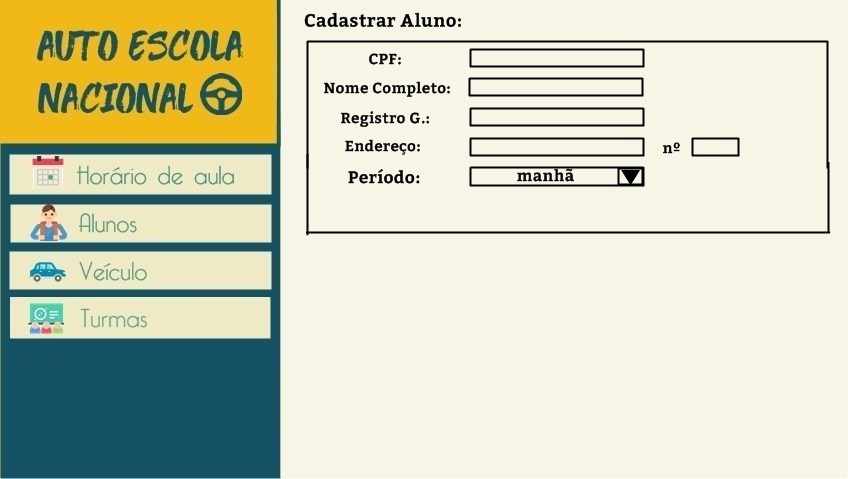 AUTO ESCOLA
NACIONAL
Horário de aula
Alunos
Veículo
Turmas
Cadastrar Aluno:
CPF:
Nome Completo:
Registro G.:
Endereço:
nº
Período:
manhã